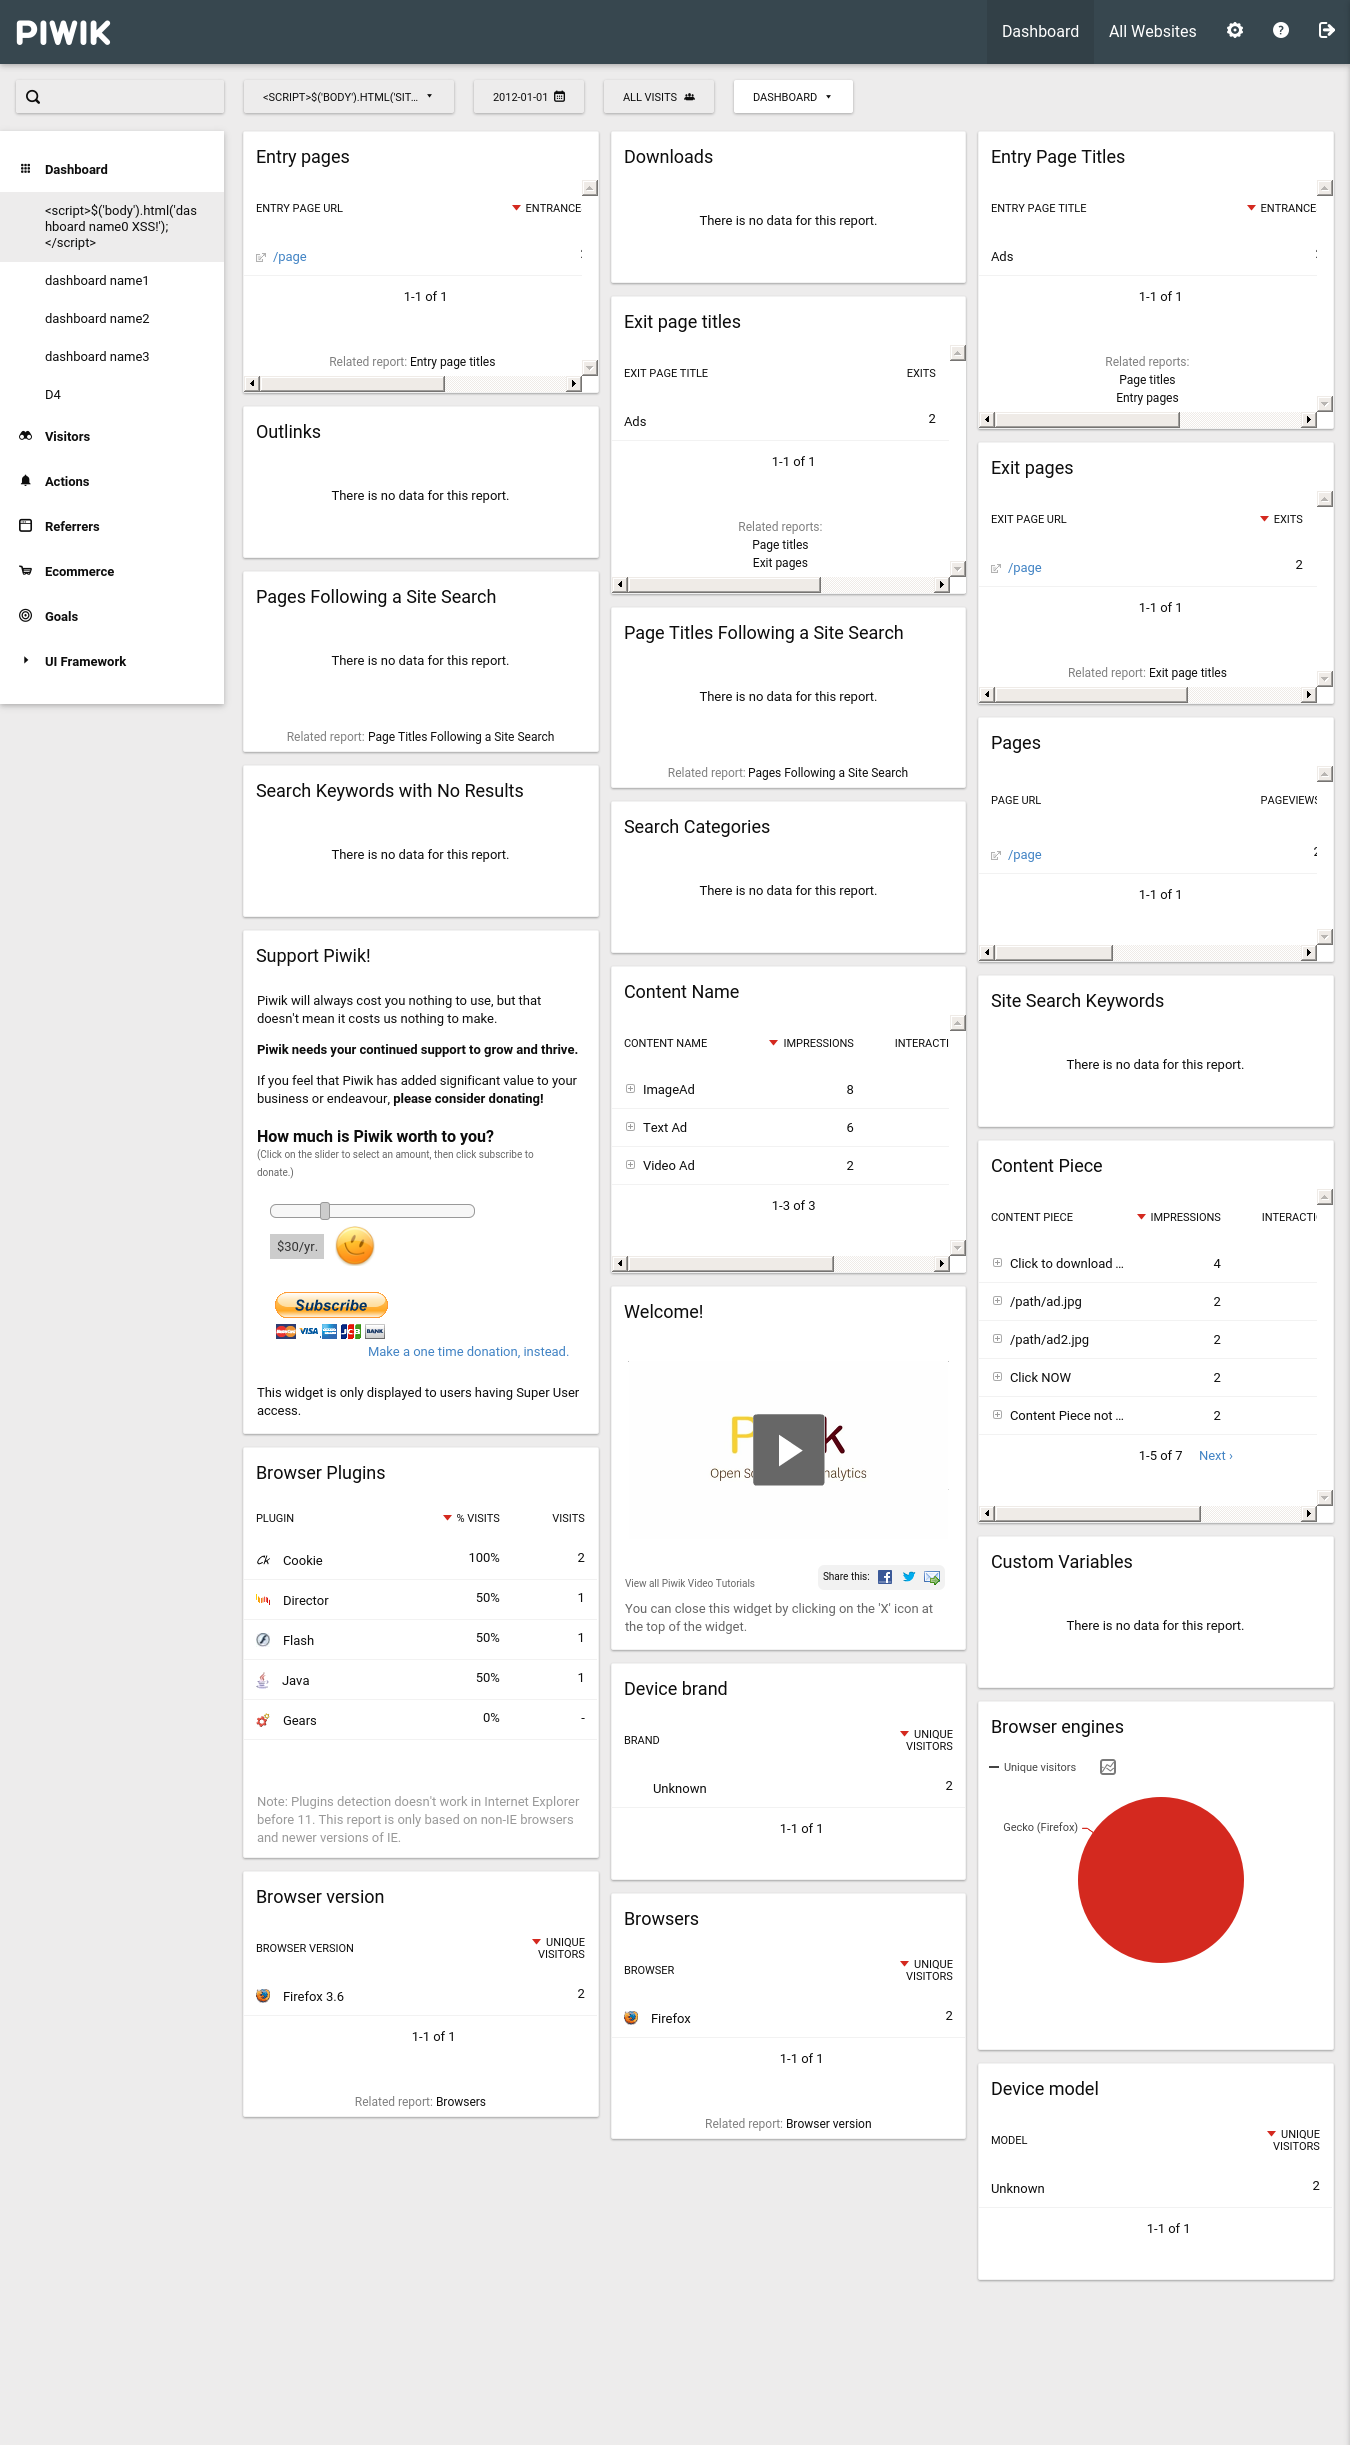 PIWIK
Dashboard
All Websites
<SCRIPT>$('BODY').HTML('SIT...
2012-01-01
ALL VISITS
DASHBOARD
Dashboard
<script>$('body').html('das
hboard name0 XSS!');
</script>
dashboard name1
dashboard name2
dashboard name3
D4
Visitors
Actions
Referrers
Ecommerce
Goals
UI Framework
Entry pages
ENTRY PAGE URL ENTRANCE
/page
1-1 of 1
Related report: Entry page titles
Outlinks
There is no data for this report.
Pages Following a Site Search
There is no data for this report.
Related report: Page Titles Following a Site Search
Search Keywords with No Results
There is no data for this report.
Support Piwik!
Piwik will always cost you nothing to use, but that
doesn't mean it costs us nothing to make.
Piwik needs your continued support to grow and thrive.
If you feel that Piwik has added significant value to your
business or endeavour, please consider donating!
How much is Piwik worth to you?
(Click on the slider to select an amount, then click subscribe to
donate.)
$30/yr.
Subscribe
VISA JCB BANK
Make a one time donation, instead.
This widget is only displayed to users having Super User
access.
Browser Plugins
PLUGIN % VISITS VISITS
Cookie 100% 2
Director 50% 1
Flash 50% 1
Java 50% 1
Gears 0% -
Note: Plugins detection doesn't work in Internet Explorer
before 11. This report is only based on non-IE browsers
and newer versions of IE.
Browser version
BROWSER VERSION UNIQUE
VISITORS
Firefox 3.6 2
1-1 of 1
Related report: Browsers
Downloads
There is no data for this report.
Exit page titles
EXIT PAGE TITLE EXITS
Ads 2
1-1 of 1
Related reports:
Page titles
Exit pages
Page Titles Following a Site Search
There is no data for this report.
Related report: Pages Following a Site Search
Search Categories
There is no data for this report.
Content Name
CONTENT NAME IMPRESSIONS INTERACTI
ImageAd 8
Text Ad 6
Video Ad 2
1-3 of 3
Welcome!
P k
Open So nalytics
View all Piwik Video Tutorials Share this:
You can close this widget by clicking on the 'X' icon at
the top of the widget.
Device brand
BRAND UNIQUE
VISITORS
Unknown 2
1-1 of 1
Browsers
BROWSER UNIQUE
VISITORS
Firefox 2
1-1 of 1
Related report: Browser version
Entry Page Titles
ENTRY PAGE TITLE ENTRANCE
Ads
1-1 of 1
Related reports:
Page titles
Entry pages
Exit pages
EXIT PAGE URL EXITS
/page 2
1-1 of 1
Related report: Exit page titles
Pages
PAGE URL PAGEVIEWS
/page 2
1-1 of 1
Site Search Keywords
There is no data for this report.
Content Piece
CONTENT PIECE IMPRESSIONS INTERACTI
Click to download ... 4
/path/ad.jpg 2
/path/ad2.jpg 2
Click NOW 2
Content Piece not ... 2
1-5 of 7 Next ›
Custom Variables
There is no data for this report.
Browser engines
Unique visitors
Gecko (Firefox)
Device model
MODEL UNIQUE
VISITORS
Unknown 2
1-1 of 1